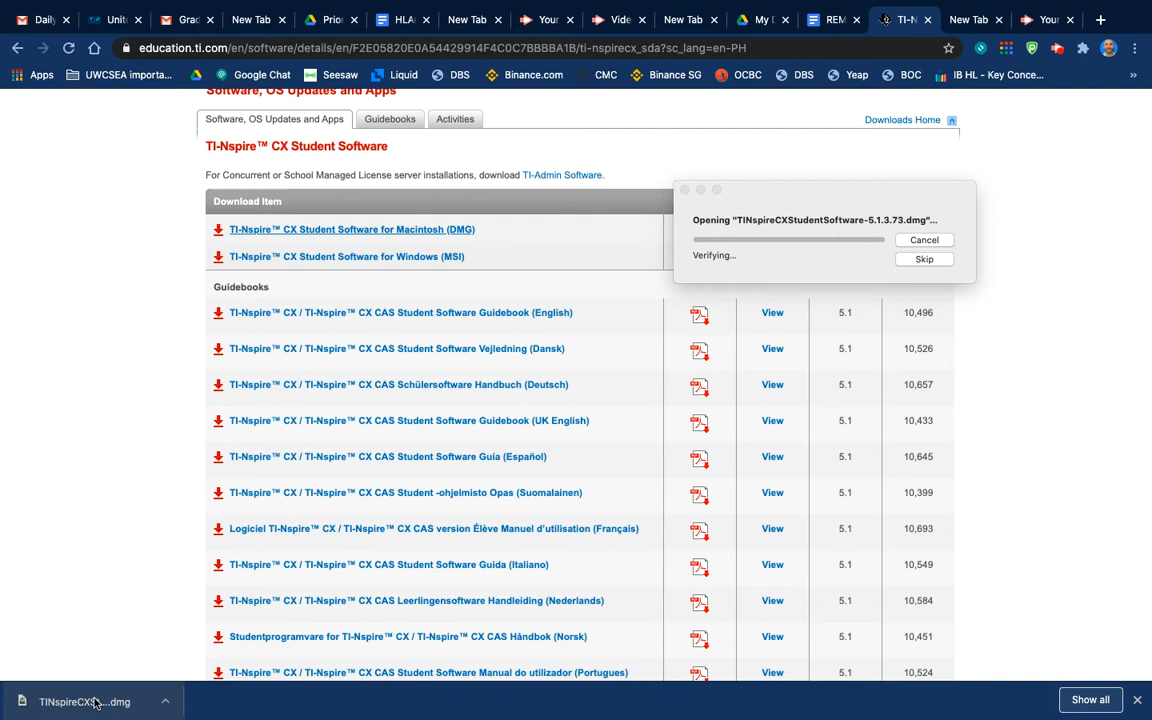 Daily
Unite
Grad
New Tab
Prior
HLA
New Tab
Your
Vide
New Tab
My D
REM
TI-N
New Tab
Your
education.ti.com/en/software/details/en/F2E05820E0A54429914F4C0C7BBBBA1B/ti-nspirecx_sda?sc_lang=en-PH
Apps
UWCSEA importa...
Google Chat
Seesaw
Liquid
DBS
Binance.com
CMC
Binance SG
OCBC
DBS
Yeap
BOC
IB HL - Key Conce...
»
Software, OS Updates and Apps
Software, OS Updates and Apps
Guidebooks
Activities
Downloads Home
TI-Nspire™ CX Student Software
For Concurrent or School Managed License server installations, download TI-Admin Software.
Download Item
TI-Nspire™ CX Student Software for Macintosh (DMG)
TI-Nspire™ CX Student Software for Windows (MSI)
Opening "TINspireCXStudentSoftware-5.1.3.73.dmg"...
Cancel
Verifying...
Skip
Guidebooks
TI-Nspire™ CX / TI-Nspire™ CX CAS Student Software Guidebook (English) View 5.1 10,496
TI-Nspire™ CX / TI-Nspire™ CX CAS Student Software Vejledning (Dansk) View 5.1 10,526
TI-Nspire™ CX / TI-Nspire™ CX CAS Schülersoftware Handbuch (Deutsch) View 5.1 10,657
TI-Nspire™ CX / TI-Nspire™ CX CAS Student Software Guidebook (UK English) View 5.1 10,433
TI-Nspire™ CX / TI-Nspire™ CX CAS Student Software Guía (Español) View 5.1 10,645
TI-Nspire™ CX / TI-Nspire™ CX CAS Student -ohjelmisto Opas (Suomalainen) View 5.1 10,399
Logiciel TI-Nspire™ CX / TI-Nspire™ CX CAS version Élève Manuel d'utilisation (Français) View 5.1 10,693
TI-Nspire™ CX / TI-Nspire™ CX CAS Student Software Guida (Italiano) View 5.1 10,549
TI-Nspire™ CX / TI-Nspire™ CX CAS Leerlingensoftware Handleiding (Nederlands) View 5.1 10,584
Studentprogramvare for TI-Nspire™ CX / TI-Nspire™ CX CAS Håndbok (Norsk) View 5.1 10,451
TI-Nspire™ CX / TI-Nspire™ CX CAS Student Software Manual do utilizador (Portugues) View 5.1 10,524
TINspireCXS....dmg
Show all